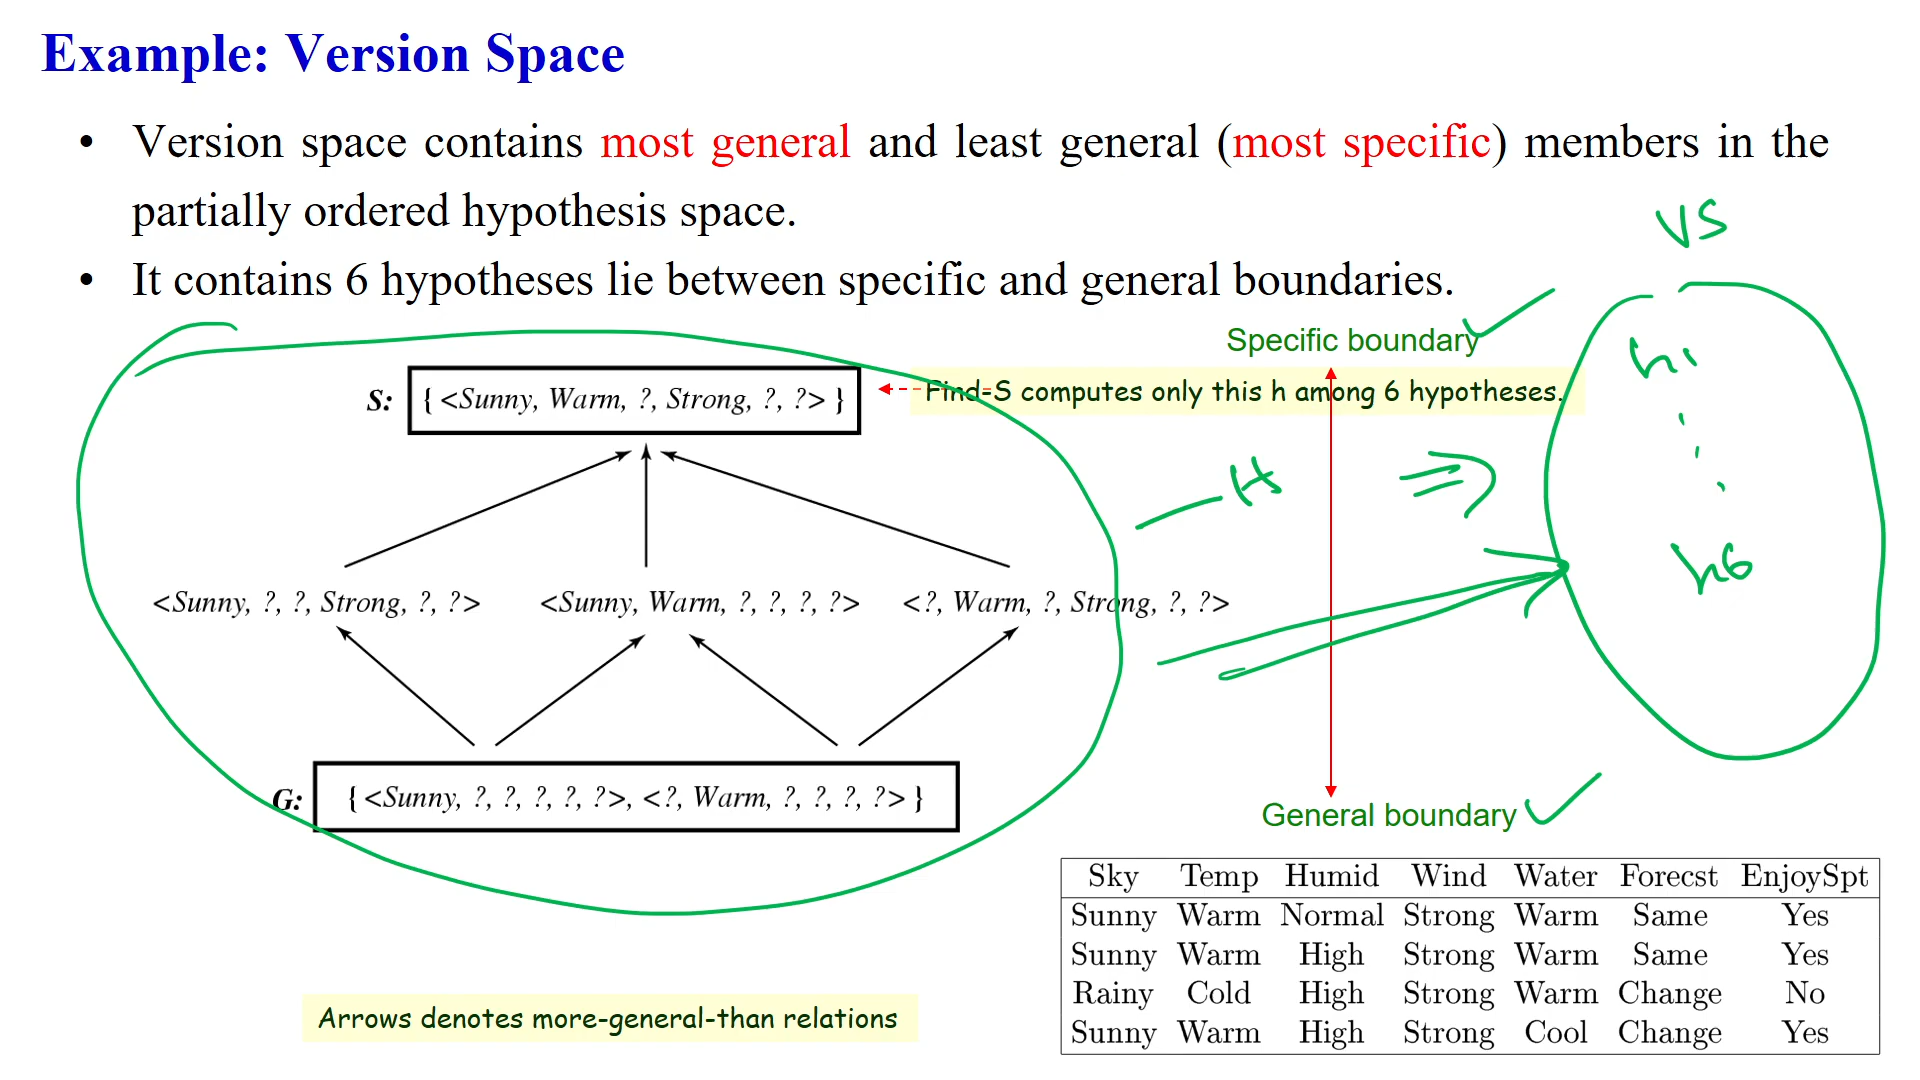 Example: Version Space
• Version space contains most general and least general (most specific) members in the
partially ordered hypothesis space.
• It contains 6 hypotheses lie between specific and general boundaries.
VS
Specific boundary
S: { <Sunny, Warm, ?, Strong, ?, ?> }
Find-S computes only this h among 6 hypotheses.
h1
H
h6
<Sunny, ?, ?, Strong, ?, ?> <Sunny, Warm, ?, ?, ?, ?> <?, Warm, ?, Strong, ?, ?>
G: { <Sunny, ?, ?, ?, ?, ?>, <?, Warm, ?, ?, ?, ?> }
General boundary
Sky Temp Humid Wind Water Forecst EnjoySpt
Sunny Warm Normal Strong Warm Same Yes
Sunny Warm High Strong Warm Same Yes
Rainy Cold High Strong Warm Change No
Sunny Warm High Strong Cool Change Yes
Arrows denotes more-general-than relations